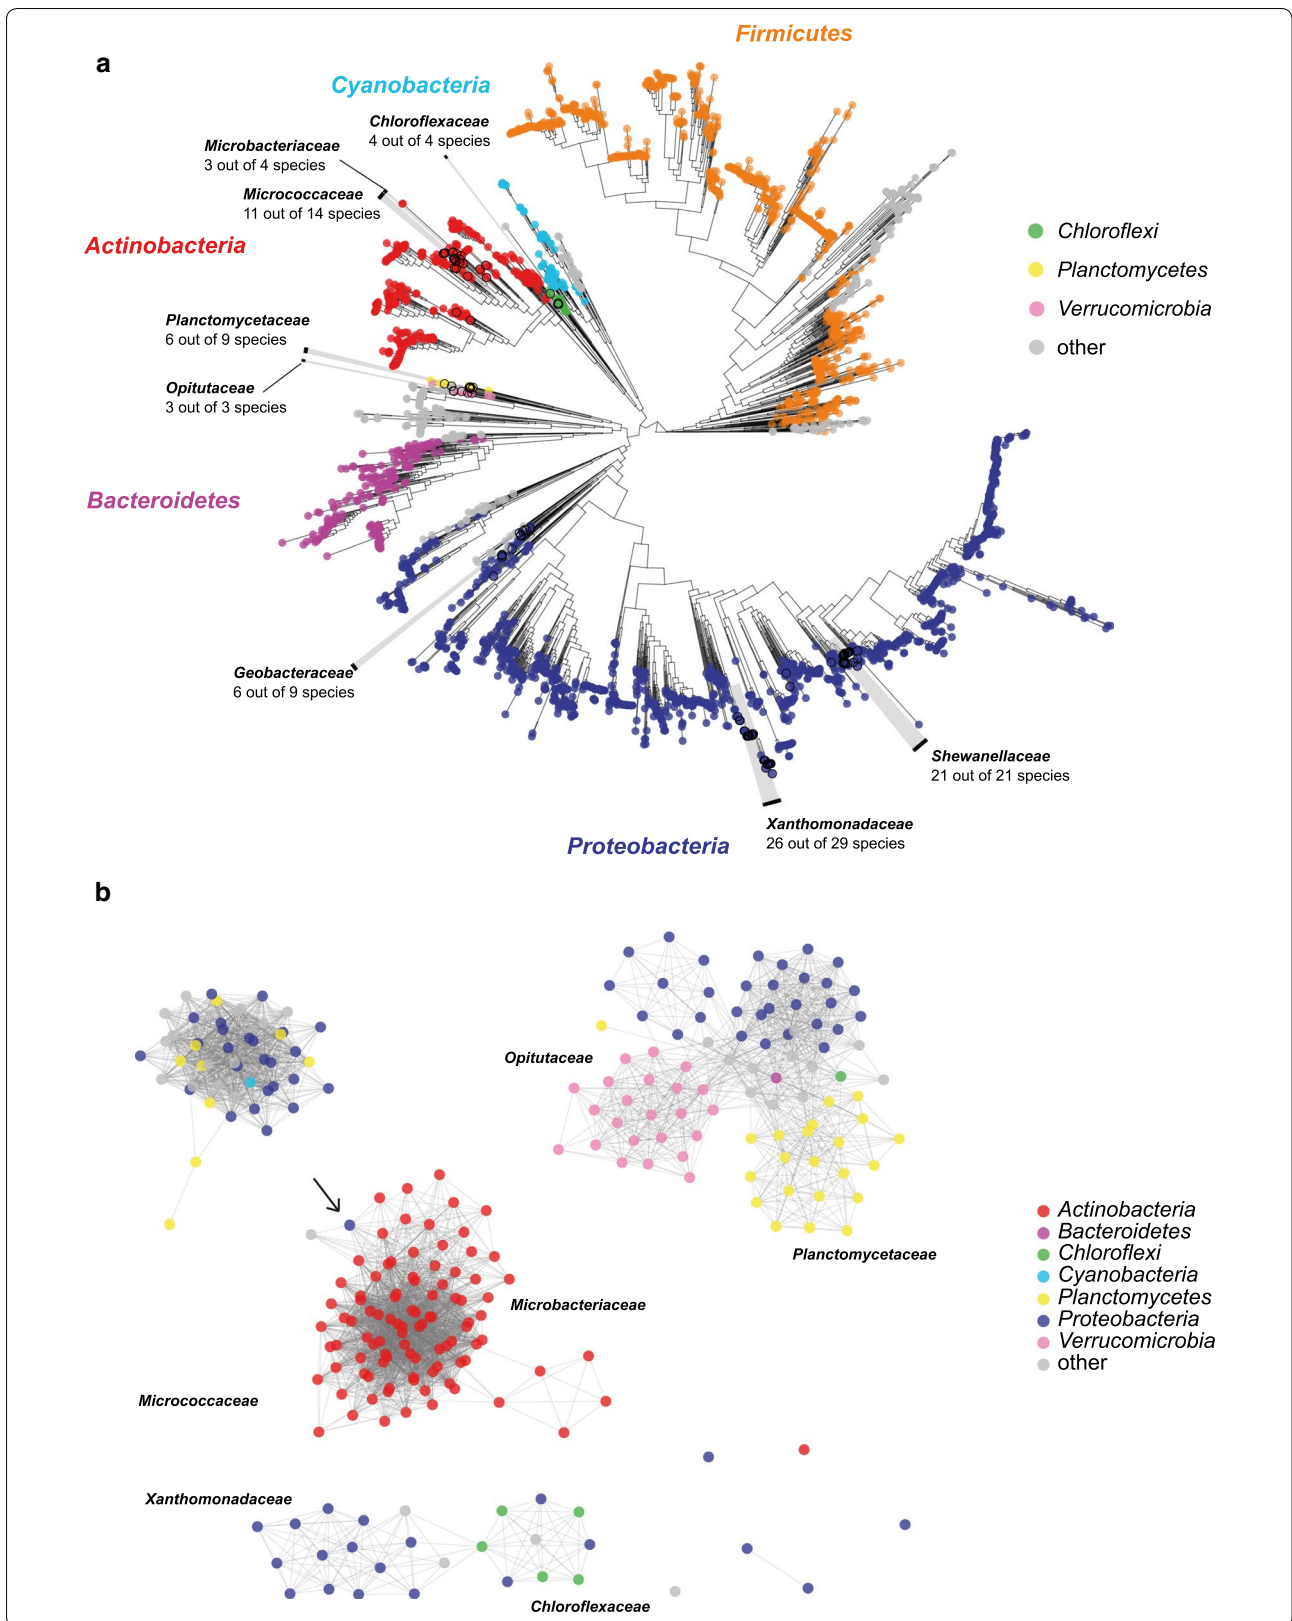 a
Firmicutes
Cyanobacteria
Chloroflexaceae
4 out of 4 species
Microbacteriaceae
3 out of 4 species
Micrococcaceae
11 out of 14 species
Actinobacteria
Chloroflexi
Planctomycetes
Verrucomicrobia
other
Planctomycetaceae
6 out of 9 species
Opitutaceae
3 out of 3 species
Bacteroidetes
Geobacteraceae
6 out of 9 species
Shewanellaceae
21 out of 21 species
Xanthomonadaceae
26 out of 29 species
Proteobacteria
b
Opitutaceae
Planctomycetaceae
Microbacteriaceae
Micrococcaceae
Actinobacteria
Bacteroidetes
Chloroflexi
Cyanobacteria
Planctomycetes
Proteobacteria
Verrucomicrobia
other
Xanthomonadaceae
Chloroflexaceae